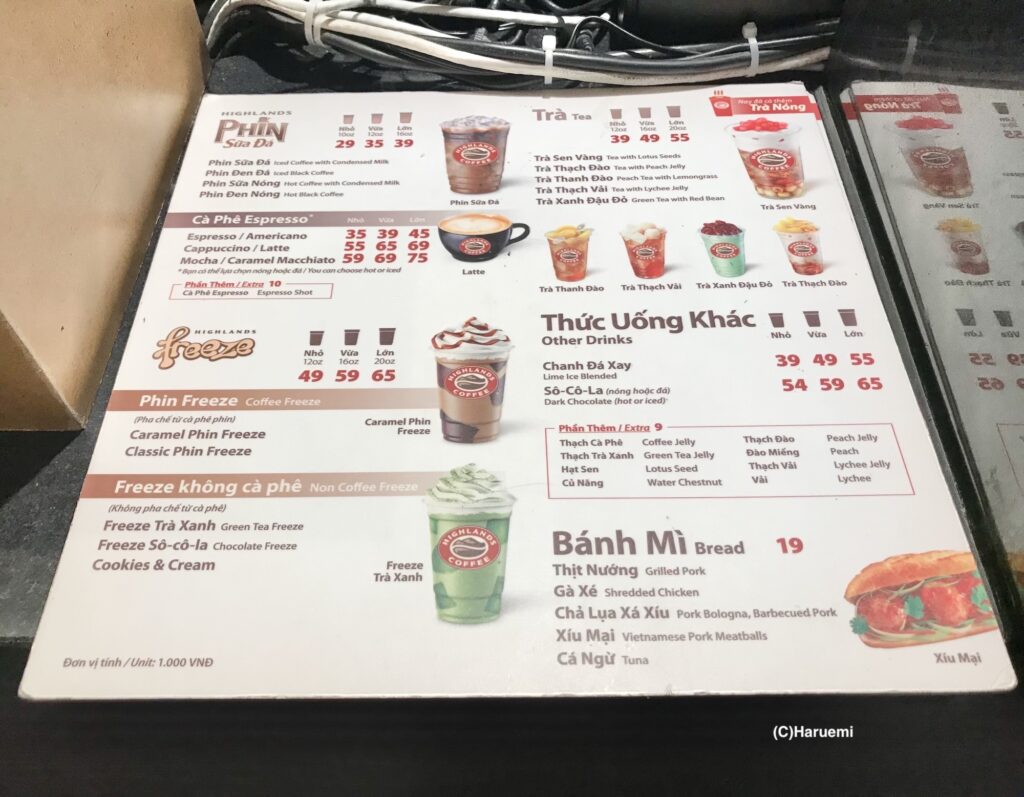 HIGHLANDS
PHIN
Sữa Đá
Nhỏ Vừa Lớn
10oz 12oz 16oz
29 35 39
Phin Sữa Đá Iced Coffee with Condensed Milk
Phin Đen Đá Iced Black Coffee
Phin Sữa Nóng Hot Coffee with Condensed Milk
Phin Đen Nóng Hot Black Coffee
HIGHLANDS
COFFEE
Phin Sữa Đá
Cà Phê Espresso*
Nhỏ Vừa Lớn
Espresso / Americano 35 39 45
Cappuccino / Latte 55 65 69
Mocha / Caramel Macchiato 59 69 75
* Bạn có thể lựa chọn nóng hoặc đá / You can choose hot or iced
Phần Thêm / Extra 10
Cà Phê Espresso Espresso Shot
Latte
HIGHLANDS
freeze
Nhỏ Vừa Lớn
12oz 16oz 20oz
49 59 65
Phin Freeze Coffee Freeze
(Pha chế từ cà phê phin)
Caramel Phin Freeze
Classic Phin Freeze
HIGHLANDS
COFFEE
Caramel Phin
Freeze
Freeze không cà phê Non Coffee Freeze
(Không pha chế từ cà phê)
Freeze Trà Xanh Green Tea Freeze
Freeze Sô-cô-la Chocolate Freeze
Cookies & Cream
HIGHLANDS
COFFEE
Freeze
Trà Xanh
Đơn vị tính / Unit: 1.000 VNĐ
Trà Tea
Nhỏ Vừa Lớn
12oz 16oz 20oz
39 49 55
Nay đã có thêm
Trà Nóng
Trà Sen Vàng Tea with Lotus Seeds
Trà Thạch Đào Tea with Peach Jelly
Trà Thanh Đào Peach Tea with Lemongrass
Trà Thạch Vải Tea with Lychee Jelly
Trà Xanh Đậu Đỏ Green Tea with Red Bean
Trà Sen Vàng
Trà Thanh Đào Trà Thạch Vải Trà Xanh Đậu Đỏ Trà Thạch Đào
Thức Uống Khác
Other Drinks
Nhỏ Vừa Lớn
Chanh Đá Xay 39 49 55
Lime Ice Blended
Sô-Cô-La (nóng hoặc đá) 54 59 65
Dark Chocolate (hot or iced)
Phần Thêm / Extra 9
Thạch Cà Phê Coffee Jelly Thạch Đào Peach Jelly
Thạch Trà Xanh Green Tea Jelly Đào Miếng Peach
Hạt Sen Lotus Seed Thạch Vải Lychee Jelly
Củ Năng Water Chestnut Vải Lychee
Bánh Mì Bread 19
Thịt Nướng Grilled Pork
Gà Xé Shredded Chicken
Chả Lụa Xá Xíu Pork Bologna, Barbecued Pork
Xíu Mại Vietnamese Pork Meatballs
Cá Ngừ Tuna
Xíu Mại
(C)Haruemi